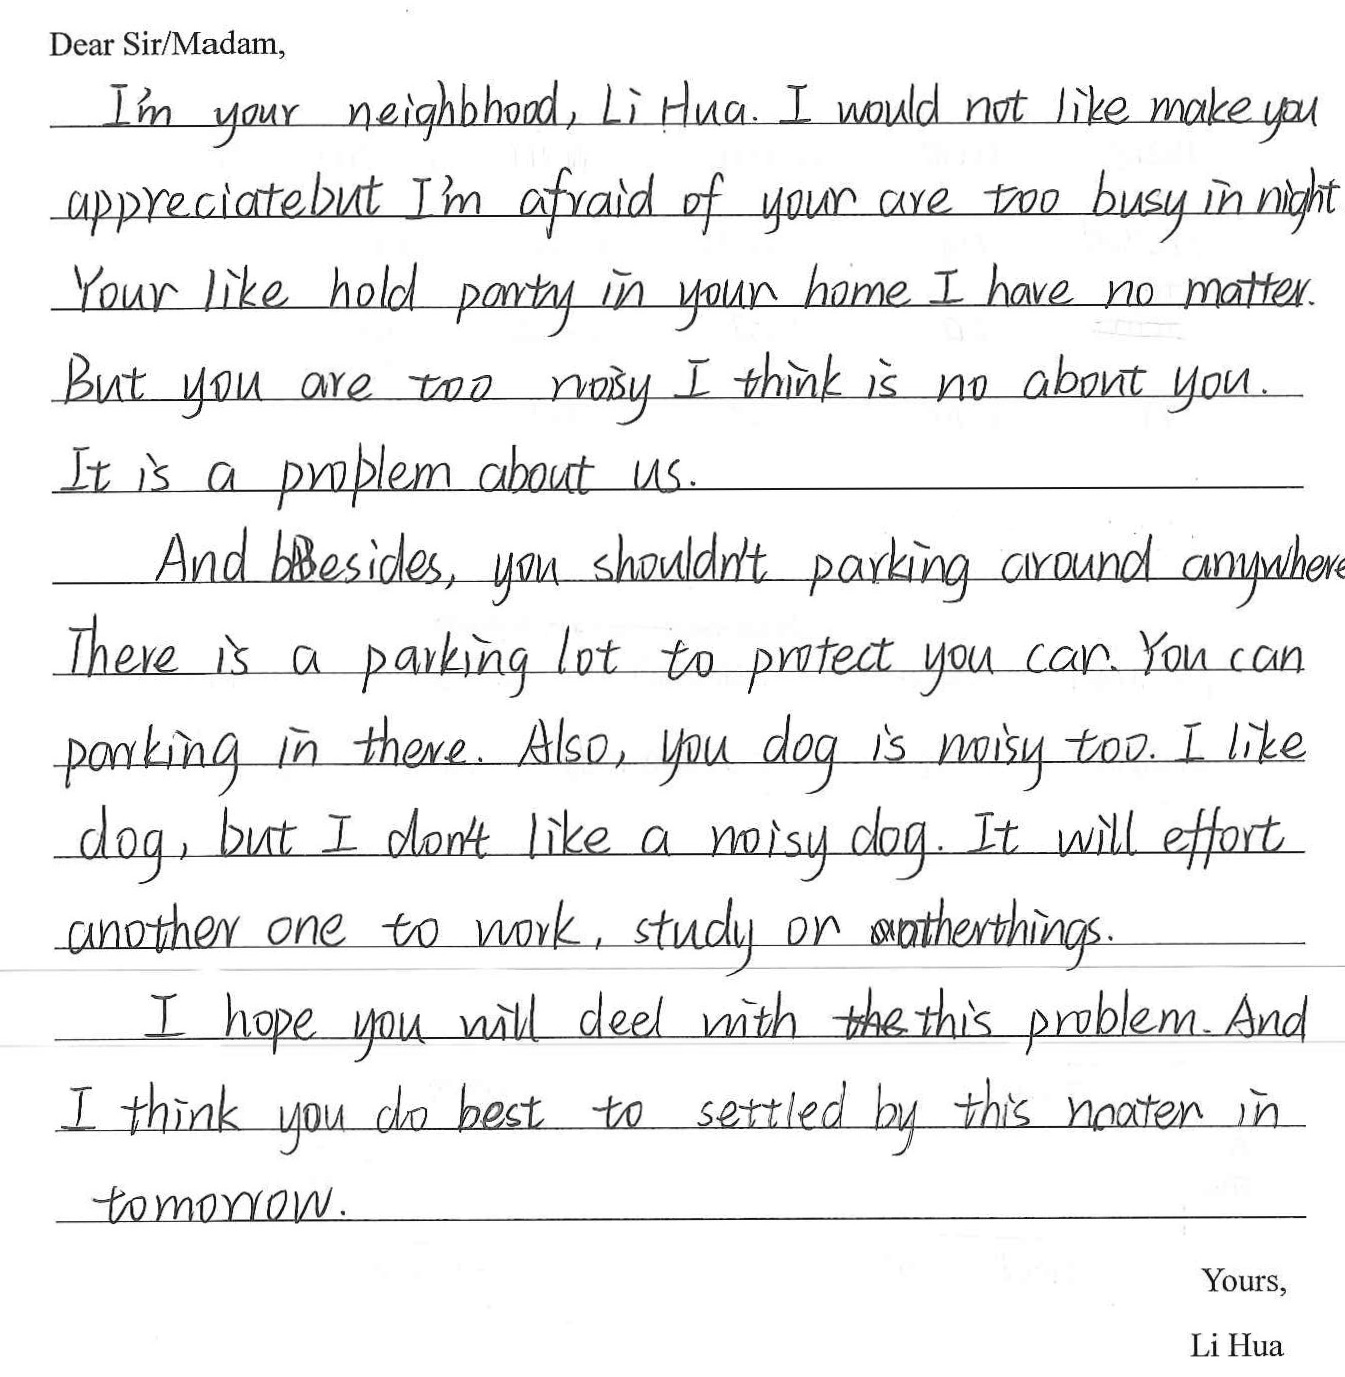 Dear Sir/Madam,
I'm your neighbhood, Li Hua. I would not like make you
appreciate but I'm afraid of your are too busy in night
Your like hold party in your home I have no matter.
But you are too noisy I think is no about you.
It is a problem about us.
And Besides, you shouldn't parking around anywhere
There is a parking lot to protect you car. You can
parking in there. Also, you dog is noisy too. I like
dog, but I don't like a noisy dog. It will effort
another one to work, study or otherthings.
I hope you will deel with this problem. And
I think you do best to settled by this in
tomorrow.
Yours,
Li Hua